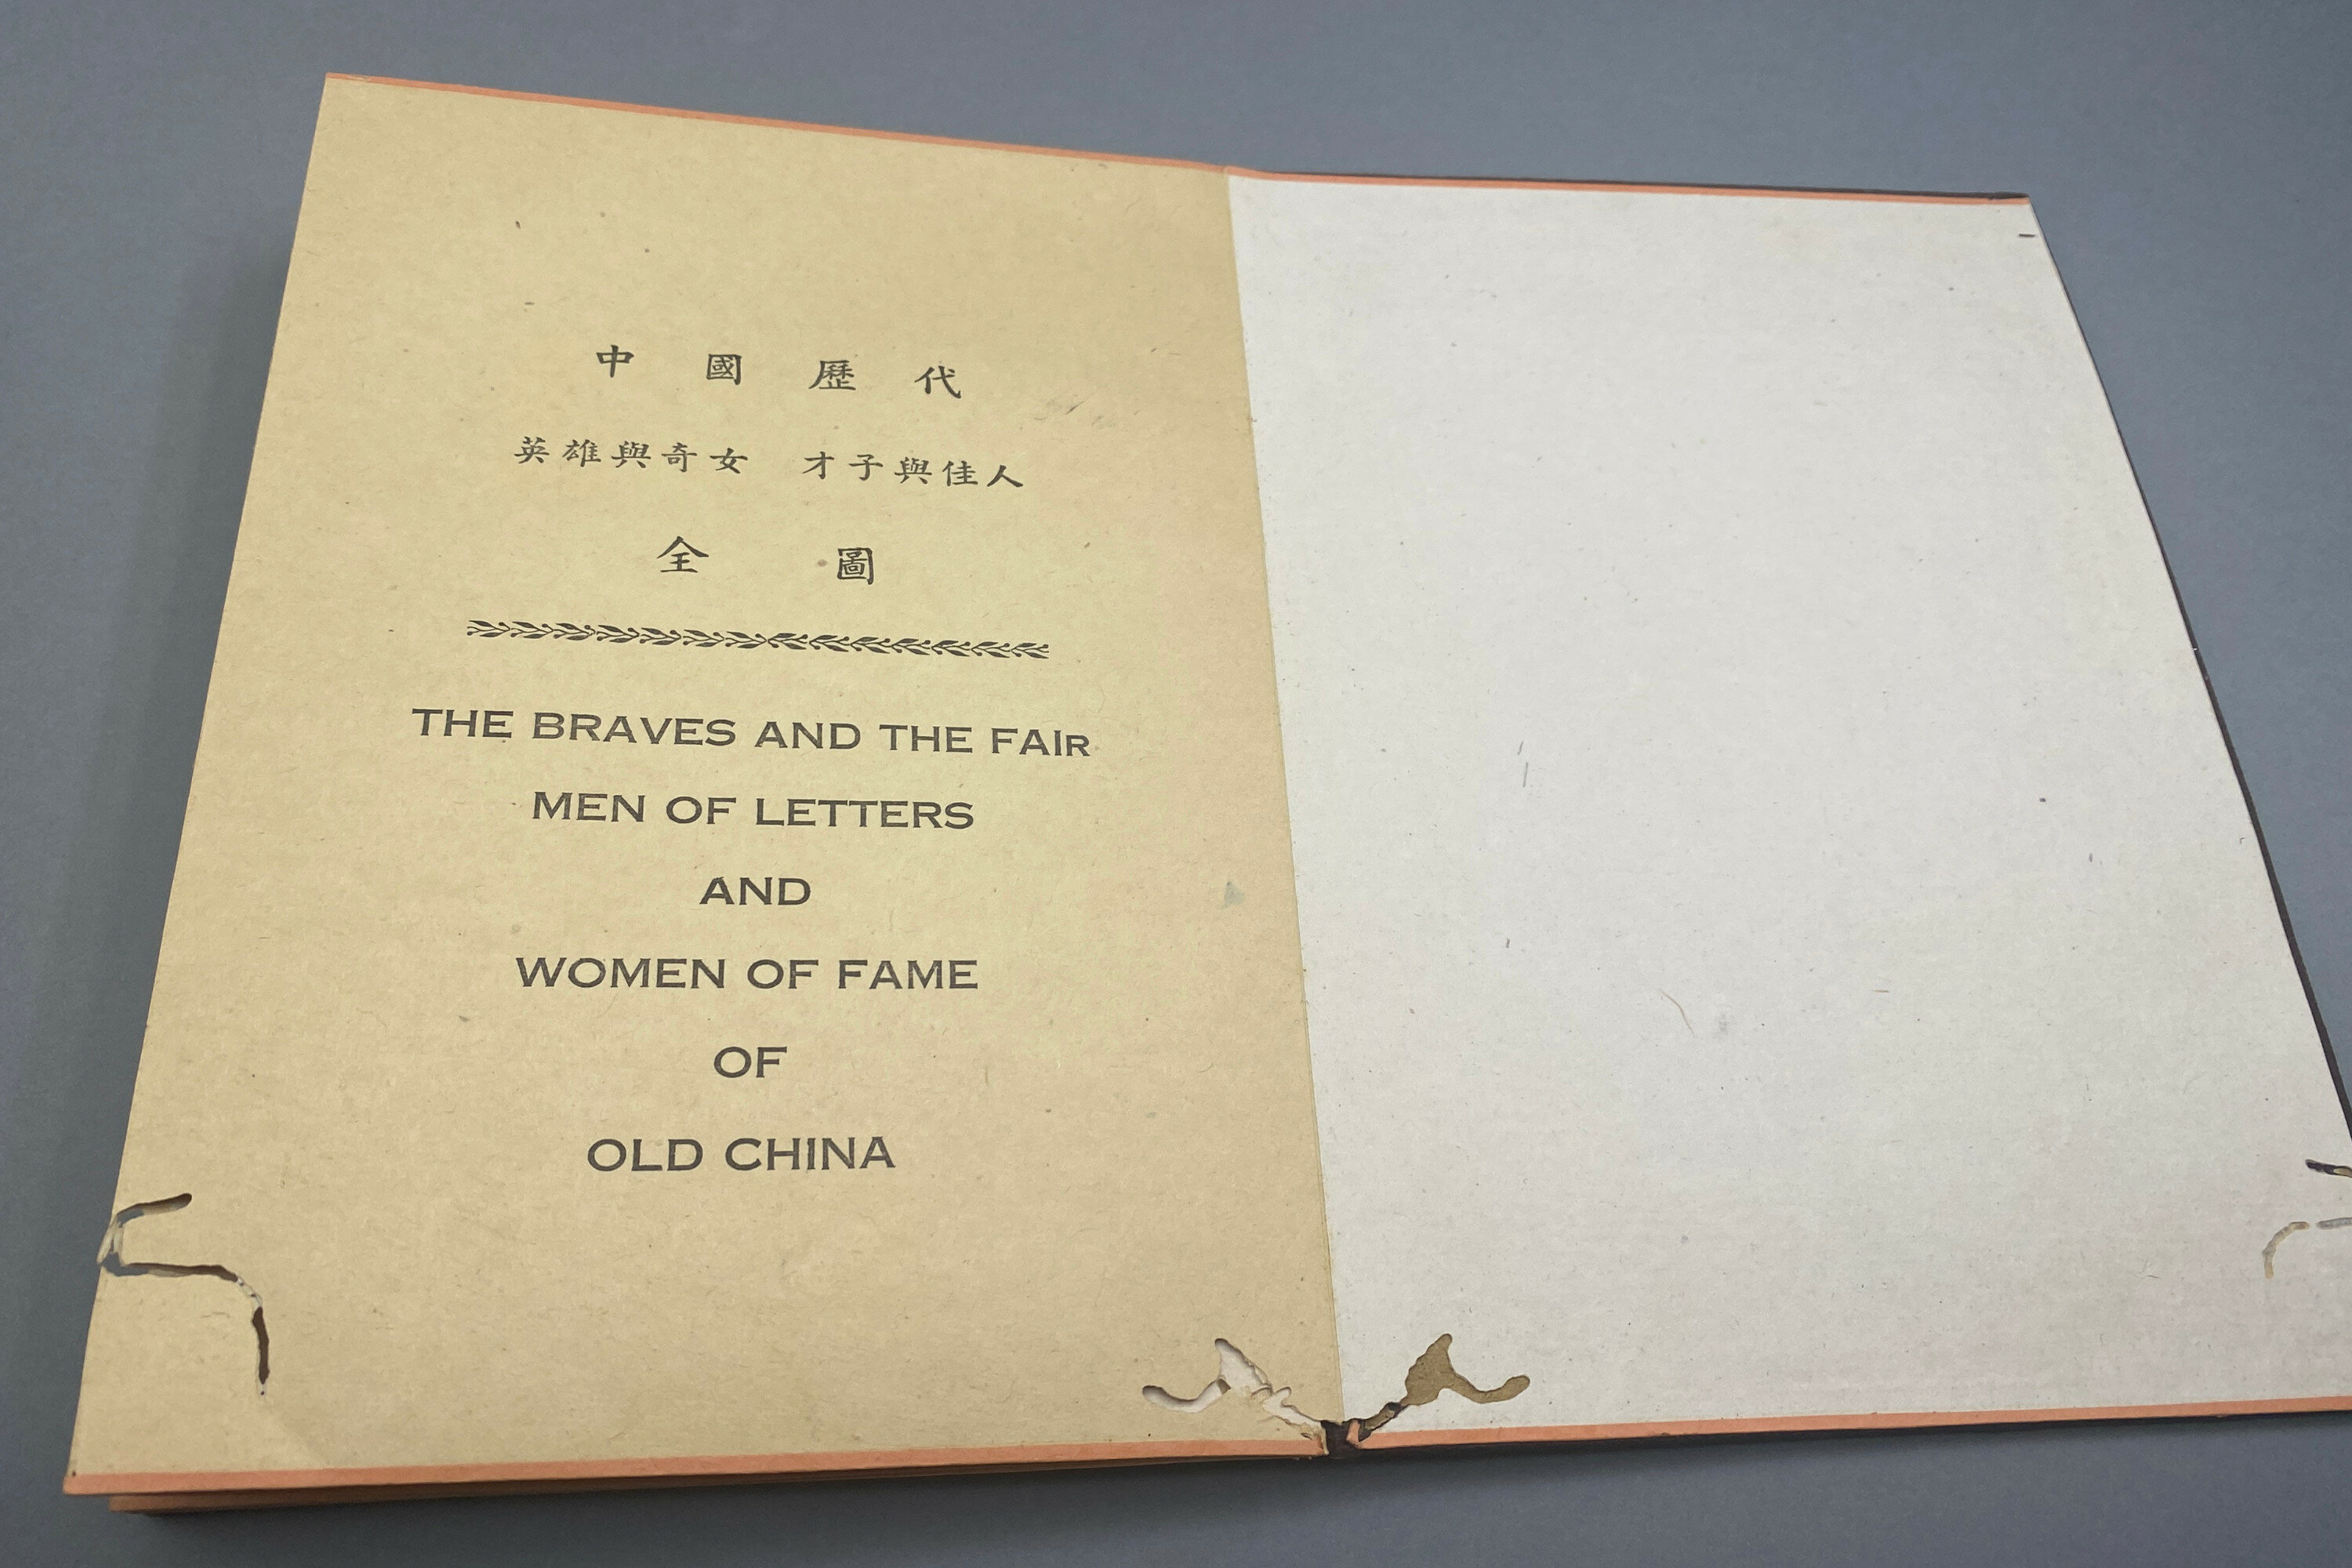 中國歷代
英雄與奇女 才子與佳人
全圖
THE BRAVES AND THE FAIR
MEN OF LETTERS
AND
WOMEN OF FAME
OF
OLD CHINA